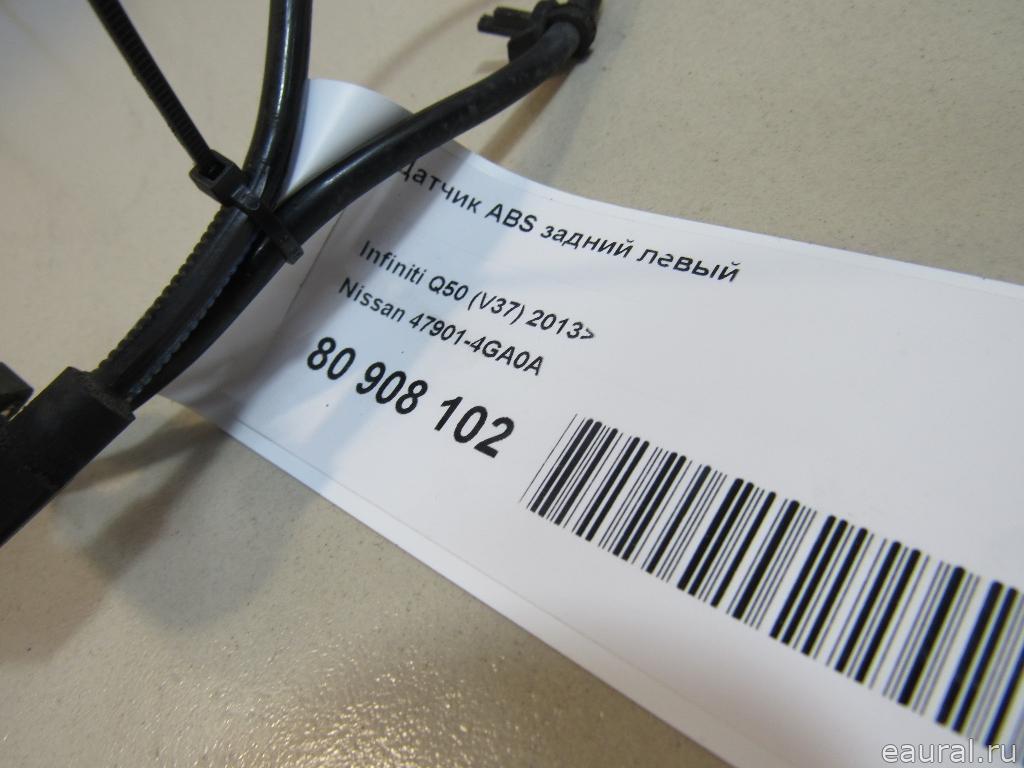 Датчик ABS задний левый
Infiniti Q50 (V37) 2013>
Nissan 47901-4GA0A
80 908 102
eaural.ru